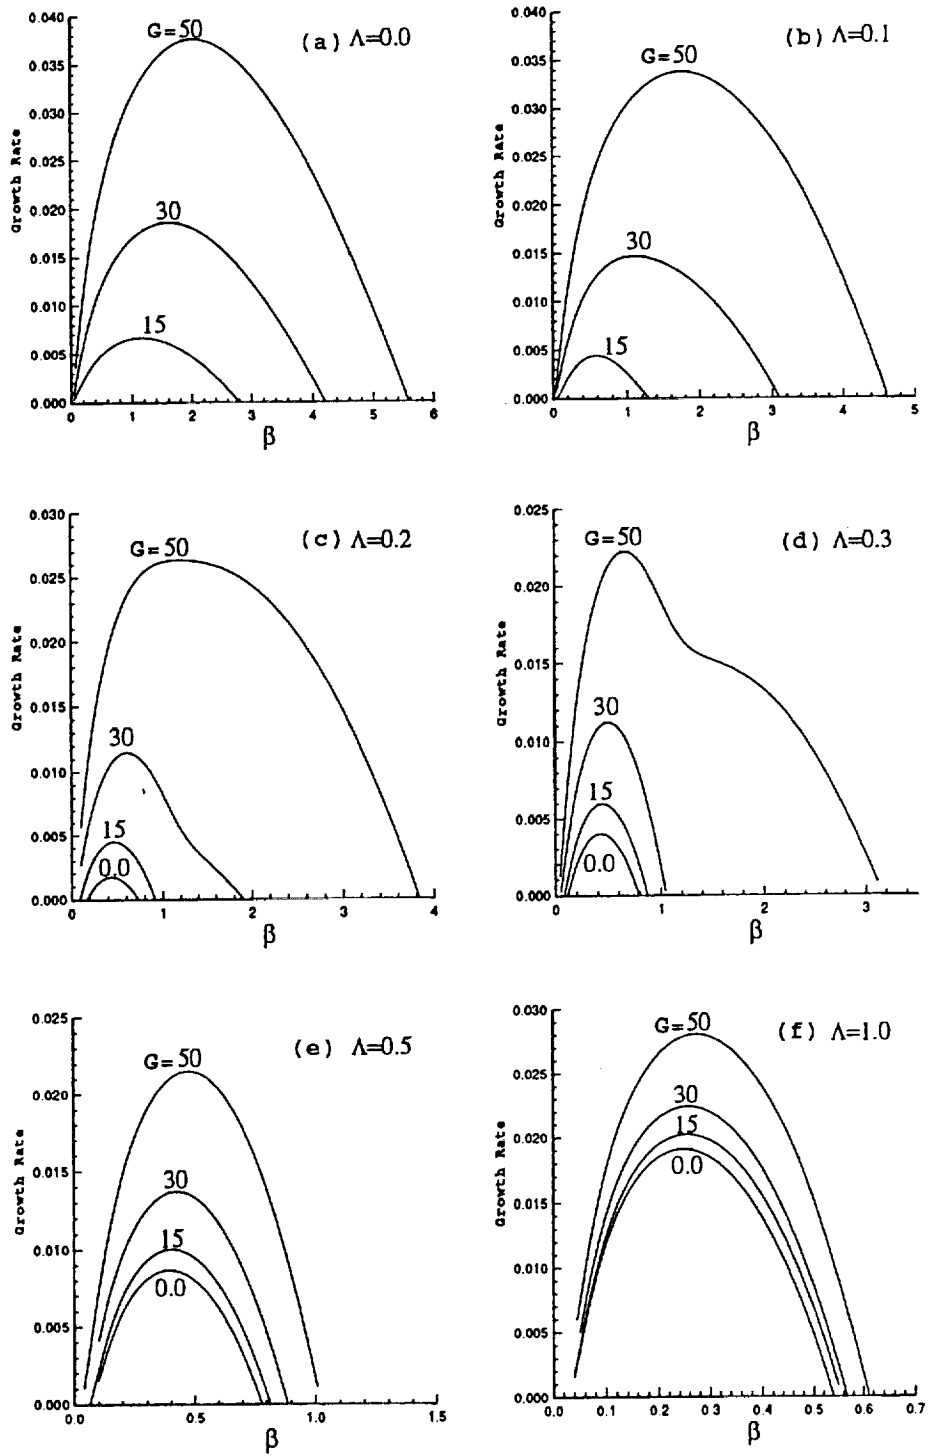 (a) Λ=0.0
G=50
30
15
Growth Rate
0.040
0.035
0.030
0.025
0.020
0.015
0.010
0.005
0.000
0 1 2 3 4 5 6
β
(b) Λ=0.1
G=50
30
15
Growth Rate
0.040
0.035
0.030
0.025
0.020
0.015
0.010
0.005
0.000
0 1 2 3 4 5
β
(c) Λ=0.2
G=50
30
15
0.0
Growth Rate
0.030
0.025
0.020
0.015
0.010
0.005
0.000
0 1 2 3 4
β
(d) Λ=0.3
G=50
30
15
0.0
Growth Rate
0.025
0.020
0.015
0.010
0.005
0.000
0 1 2 3
β
(e) Λ=0.5
G=50
30
15
0.0
Growth Rate
0.025
0.020
0.015
0.010
0.005
0.000
0.0 0.5 1.0 1.5
β
(f) Λ=1.0
G=50
30
15
0.0
Growth Rate
0.030
0.025
0.020
0.015
0.010
0.005
0.000
0.0 0.1 0.2 0.3 0.4 0.5 0.6 0.7
β